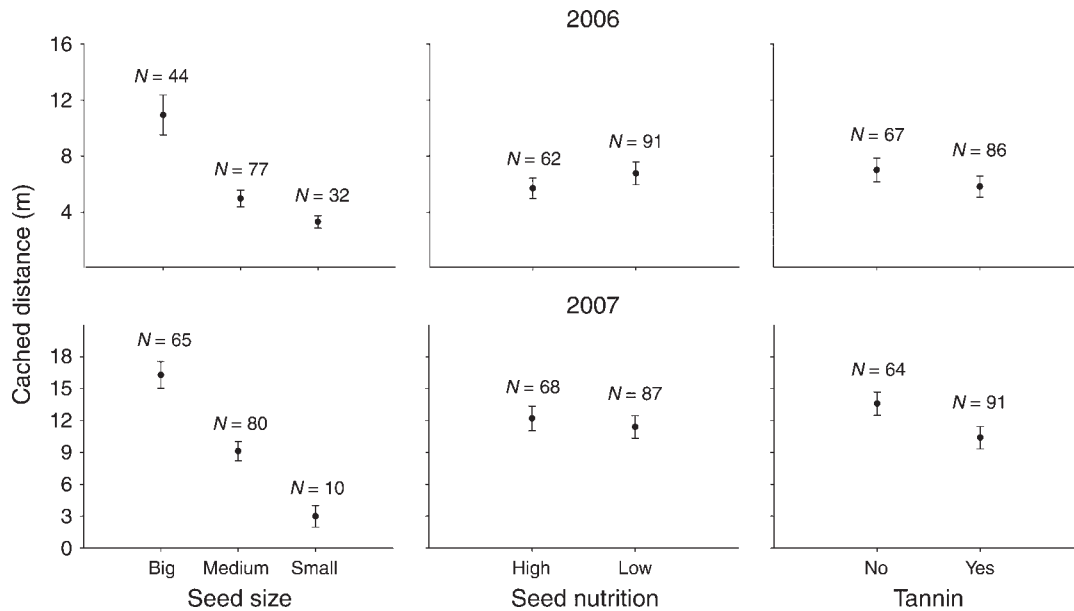 2006
16
12
8
4
N = 44
N = 77
N = 32
N = 62
N = 91
N = 67
N = 86
Cached distance (m)
2007
18
15
12
9
6
3
0
N = 65
N = 80
N = 10
N = 68
N = 87
N = 64
N = 91
Big Medium Small
High Low
No Yes
Seed size
Seed nutrition
Tannin